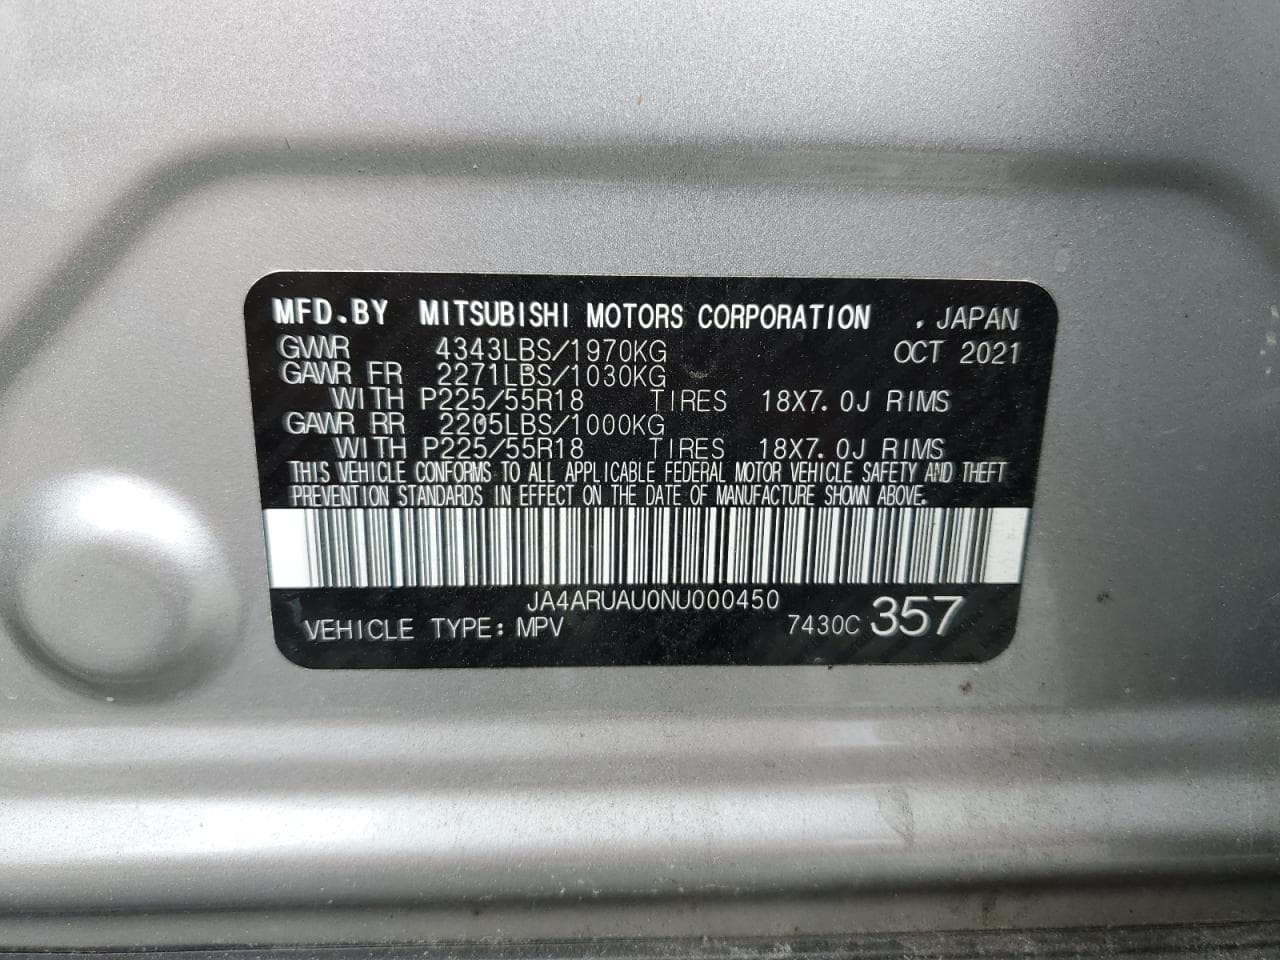 MFD.BY MITSUBISHI MOTORS CORPORATION , JAPAN
GVWR 4343LBS/1970KG OCT 2021
GAWR FR 2271LBS/1030KG
WITH P225/55R18 TIRES 18X7.0J RIMS
GAWR RR 2205LBS/1000KG
WITH P225/55R18 TIRES 18X7.0J RIMS
THIS VEHICLE CONFORMS TO ALL APPLICABLE FEDERAL MOTOR VEHICLE SAFETY AND THEFT
PREVENTION STANDARDS IN EFFECT ON THE DATE OF MANUFACTURE SHOWN ABOVE.
JA4ARUAU0NU000450
VEHICLE TYPE: MPV 7430C 357